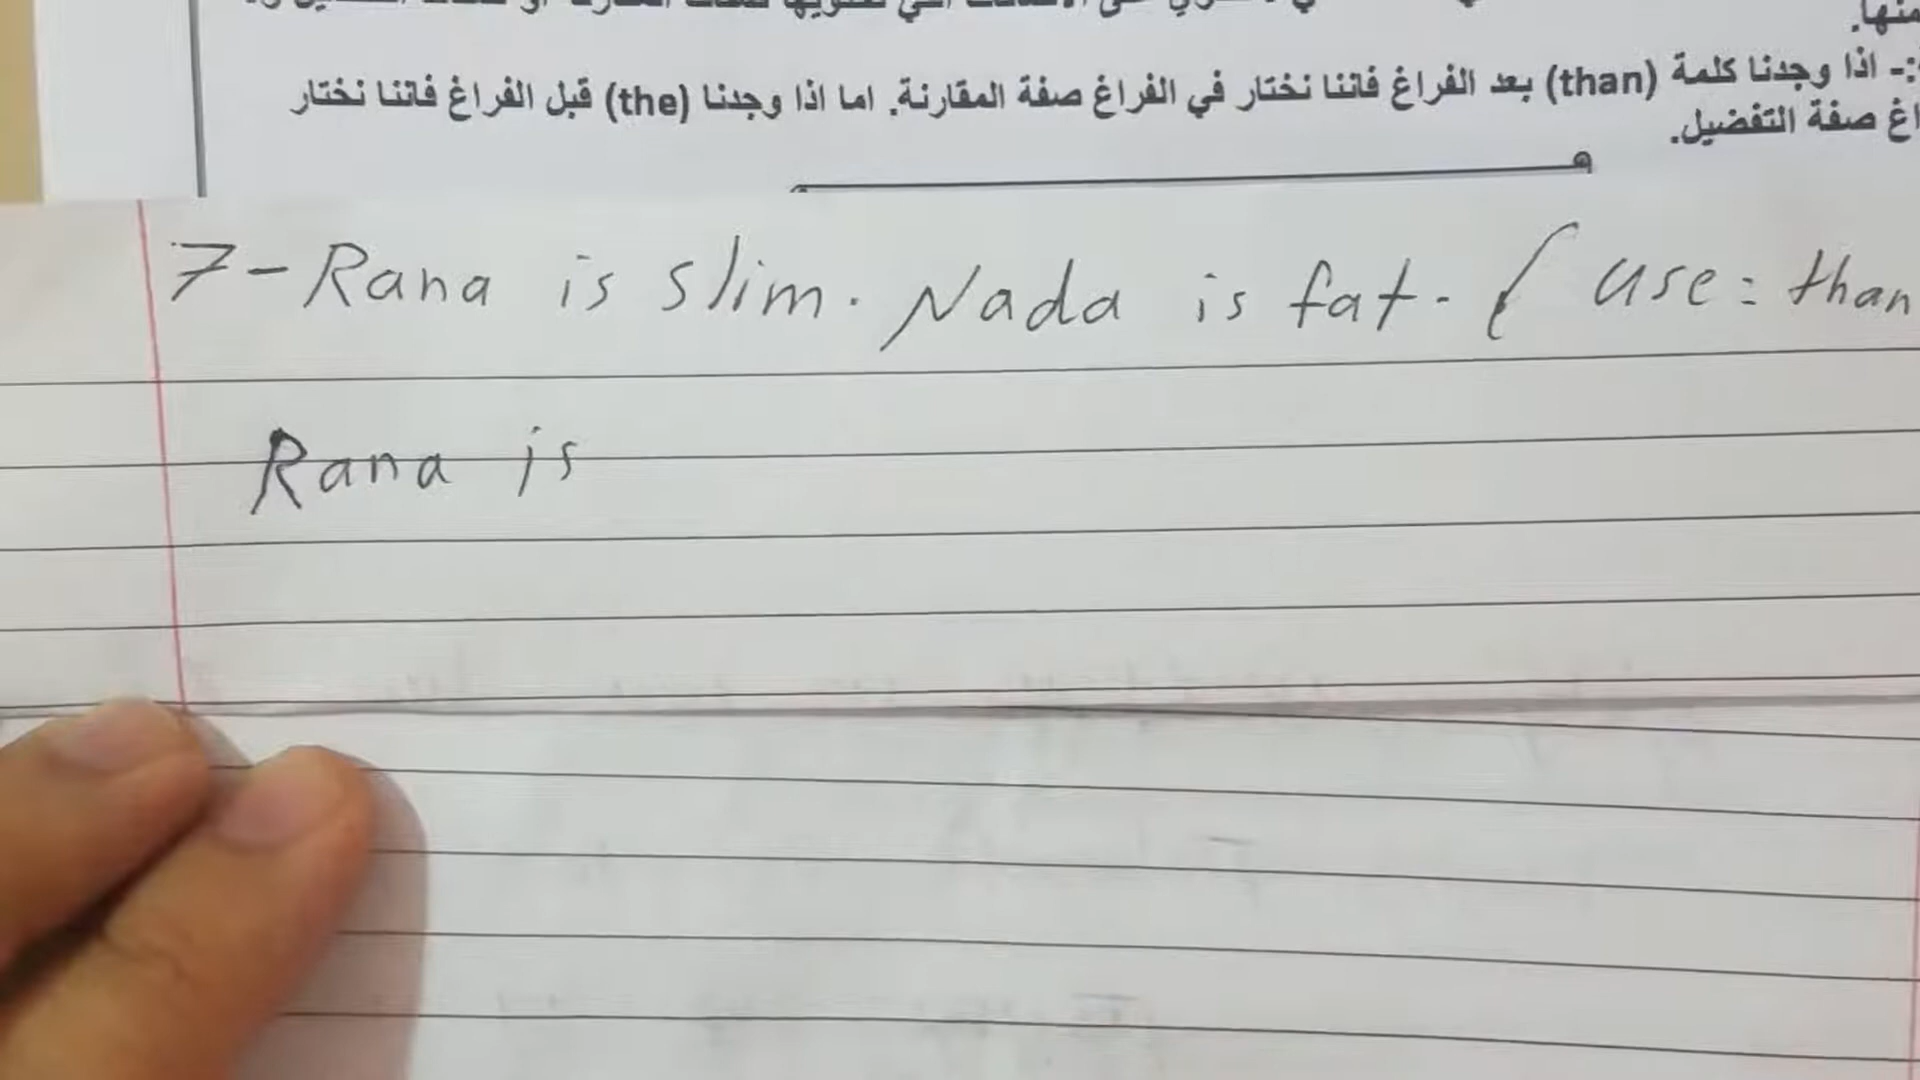 منها.
:- اذا وجدنا كلمة (than) بعد الفراغ فاننا نختار في الفراغ صفة المقارنة. اما اذا وجدنا (the) قبل الفراغ فاننا نختار
صفة التفضيل.
7- Rana is slim. Nada is fat. ( use: than
Rana is